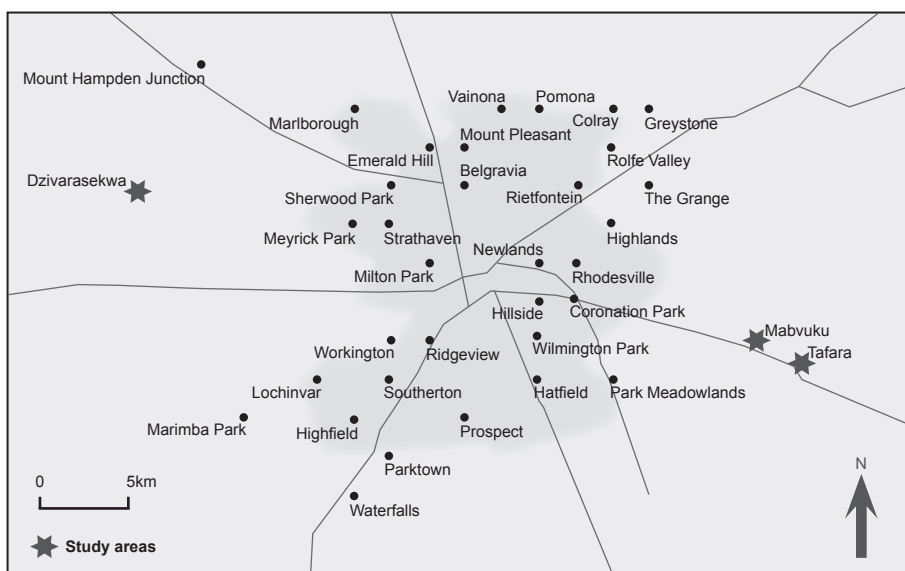 Mount Hampden Junction
Vainona
Pomona
Marlborough
Colray
Greystone
Mount Pleasant
Emerald Hill
Rolfe Valley
Dzivarasekwa
Belgravia
Sherwood Park
Rietfontein
The Grange
Meyrick Park
Strathaven
Highlands
Newlands
Milton Park
Rhodesville
Hillside
Coronation Park
Mabvuku
Workington
Ridgeview
Wilmington Park
Tafara
Lochinvar
Southerton
Hatfield
Park Meadowlands
Marimba Park
Highfield
Prospect
Parktown
N
0 5km
Waterfalls
Study areas